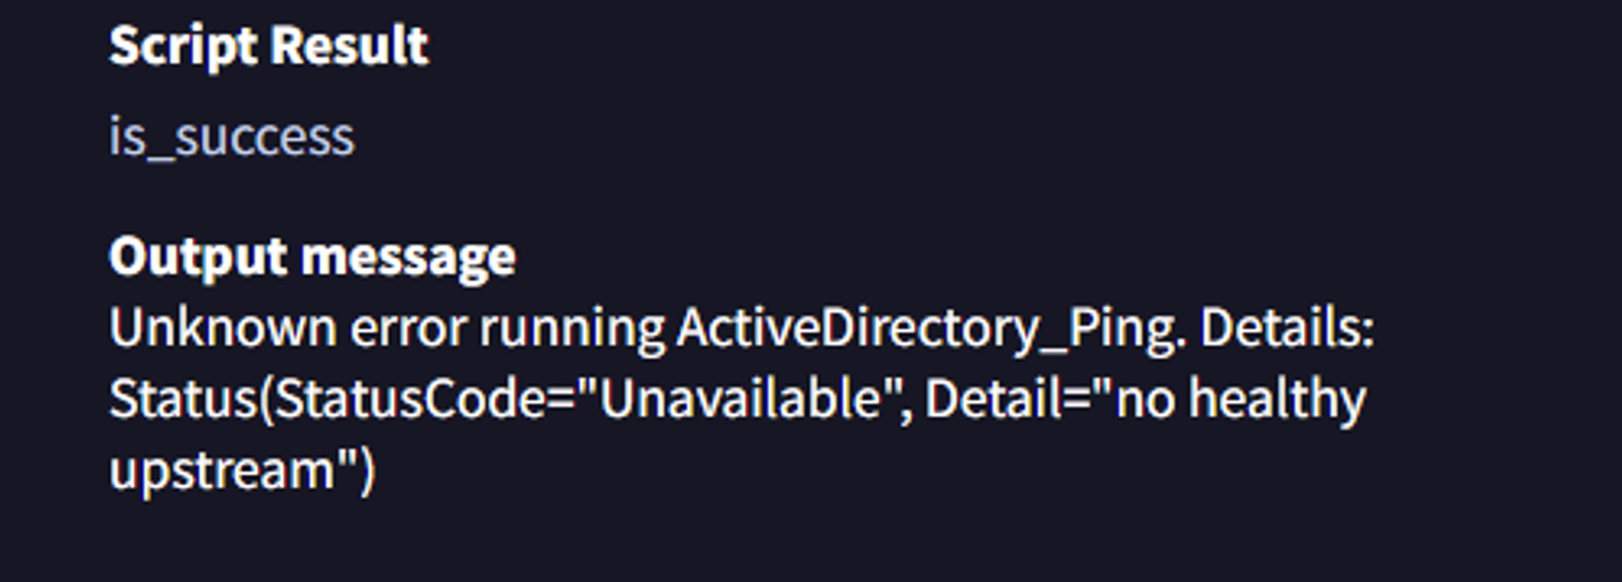 Script Result
is_success
Output message
Unknown error running ActiveDirectory_Ping. Details:
Status(StatusCode="Unavailable", Detail="no healthy
upstream")